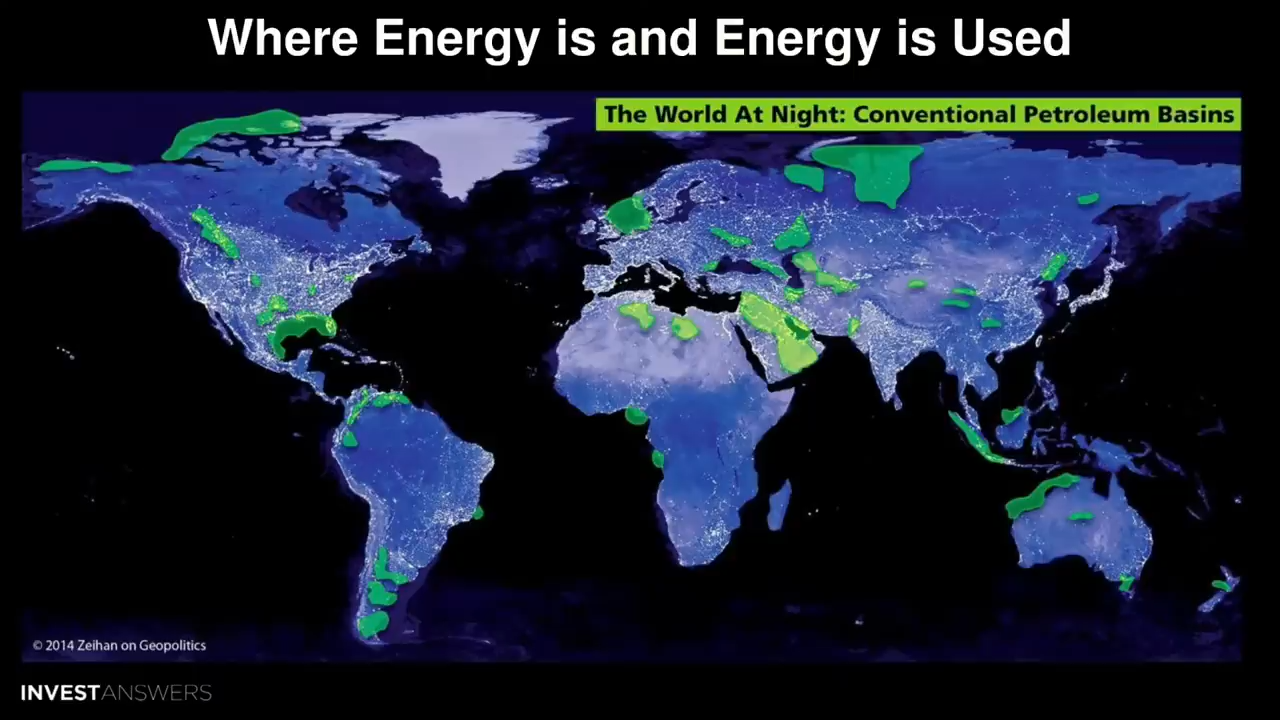 Where Energy is and Energy is Used
The World At Night: Conventional Petroleum Basins
© 2014 Zeihan on Geopolitics
INVESTANSWERS